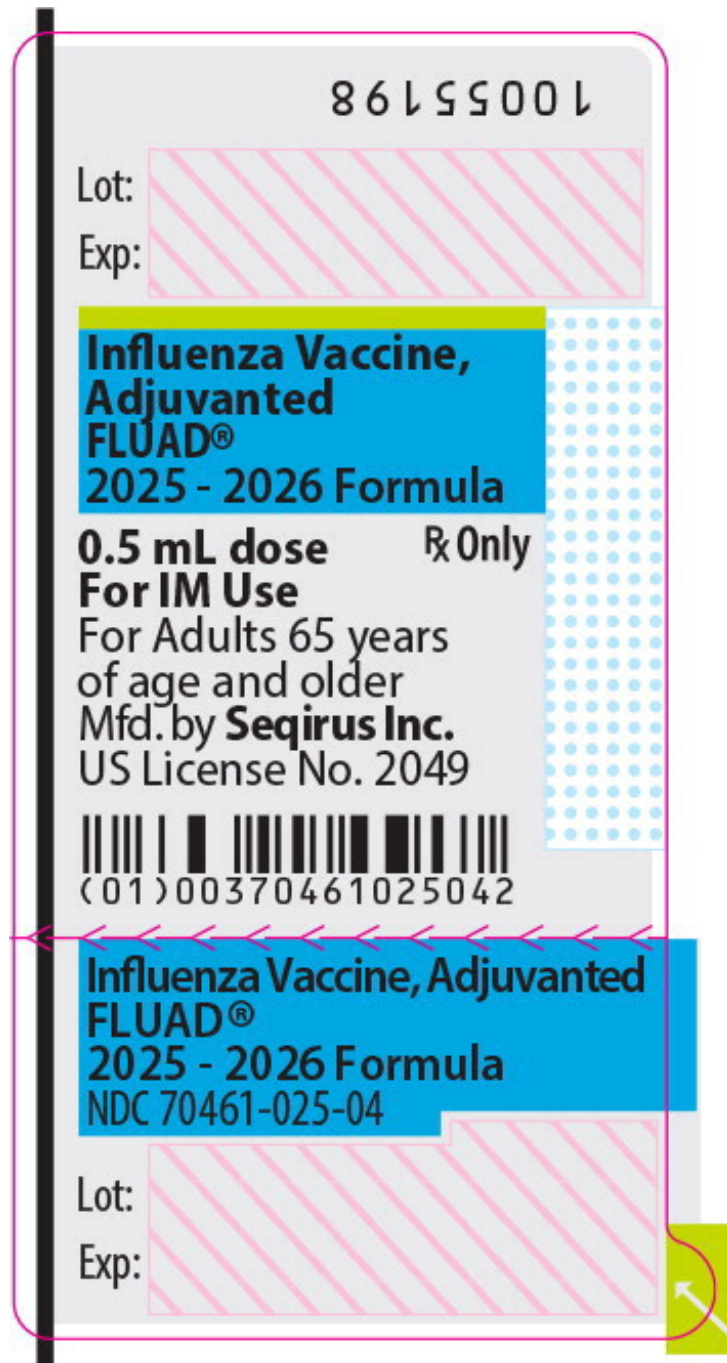 10055198
Lot:
Exp:
Influenza Vaccine,
Adjuvanted
FLUAD®
2025 - 2026 Formula
0.5 mL dose ℞ Only
For IM Use
For Adults 65 years
of age and older
Mfd. by Seqirus Inc.
US License No. 2049
(01)00370461025042
Influenza Vaccine, Adjuvanted
FLUAD®
2025 - 2026 Formula
NDC 70461-025-04
Lot:
Exp: